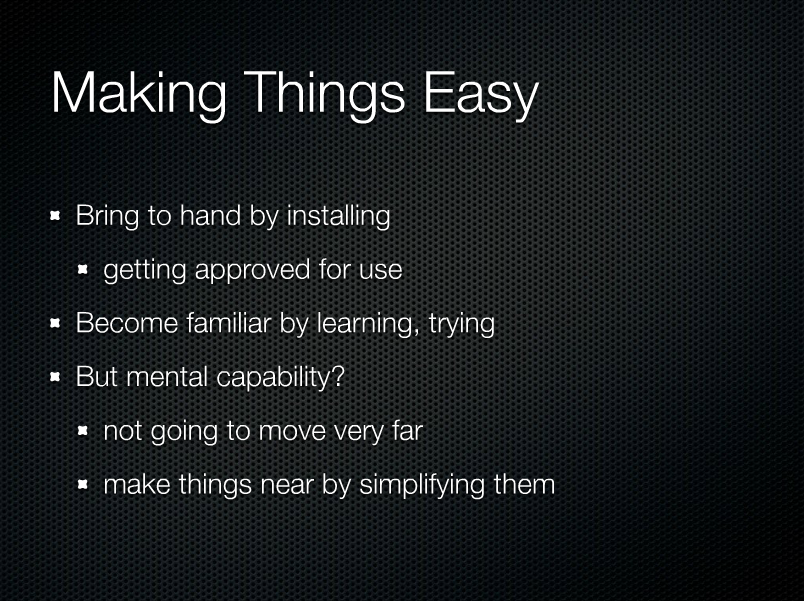 Making Things Easy
Bring to hand by installing
getting approved for use
Become familiar by learning, trying
But mental capability?
not going to move very far
make things near by simplifying them